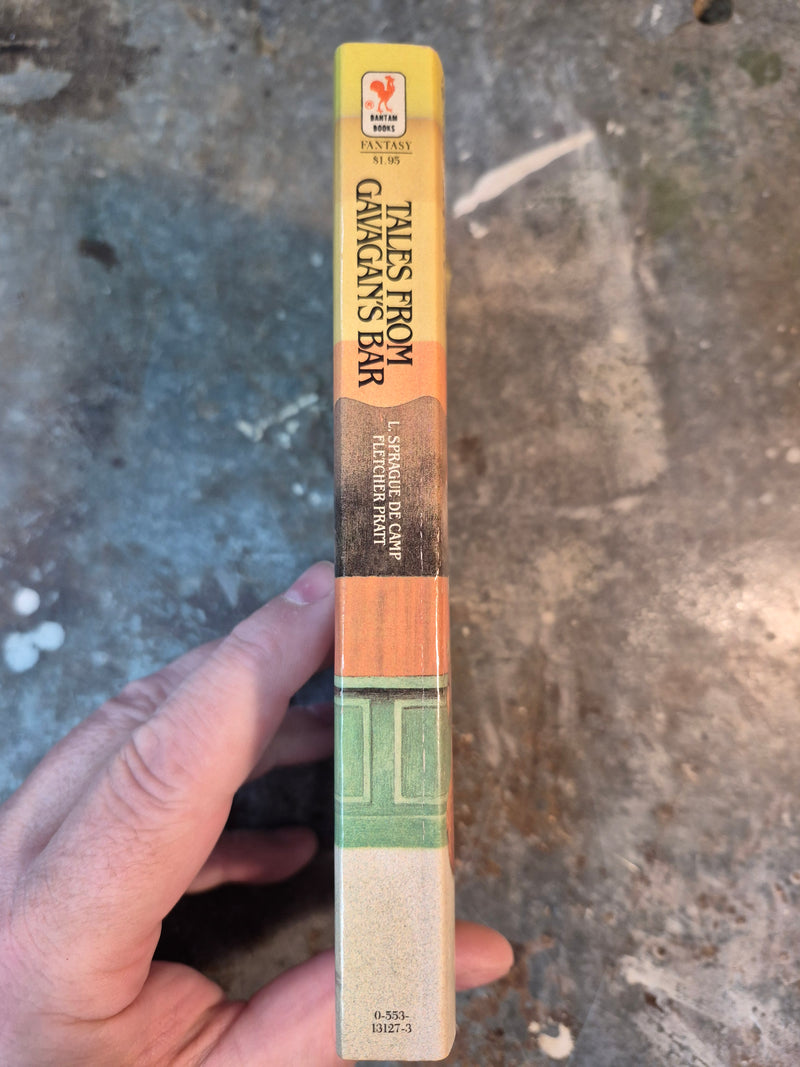 ®
BANTAM
BOOKS
FANTASY
$1.95
TALES FROM
GAVAGAN'S BAR
L. SPRAGUE DE CAMP
FLETCHER PRATT
0-553-
13127-3